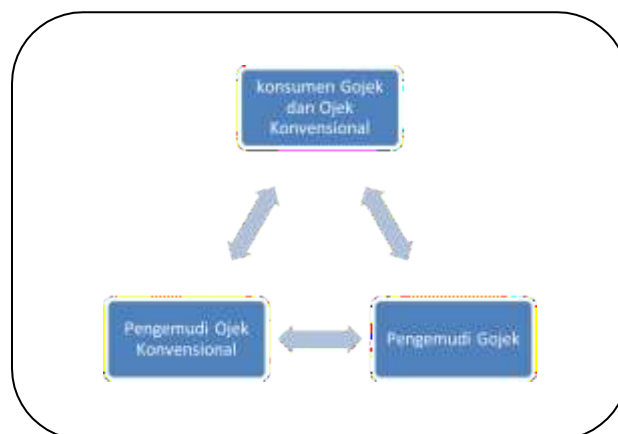 konsumen Gojek
dan Ojek
Konvensional
Pengemudi Ojek
Konvensional
Pengemudi Gojek